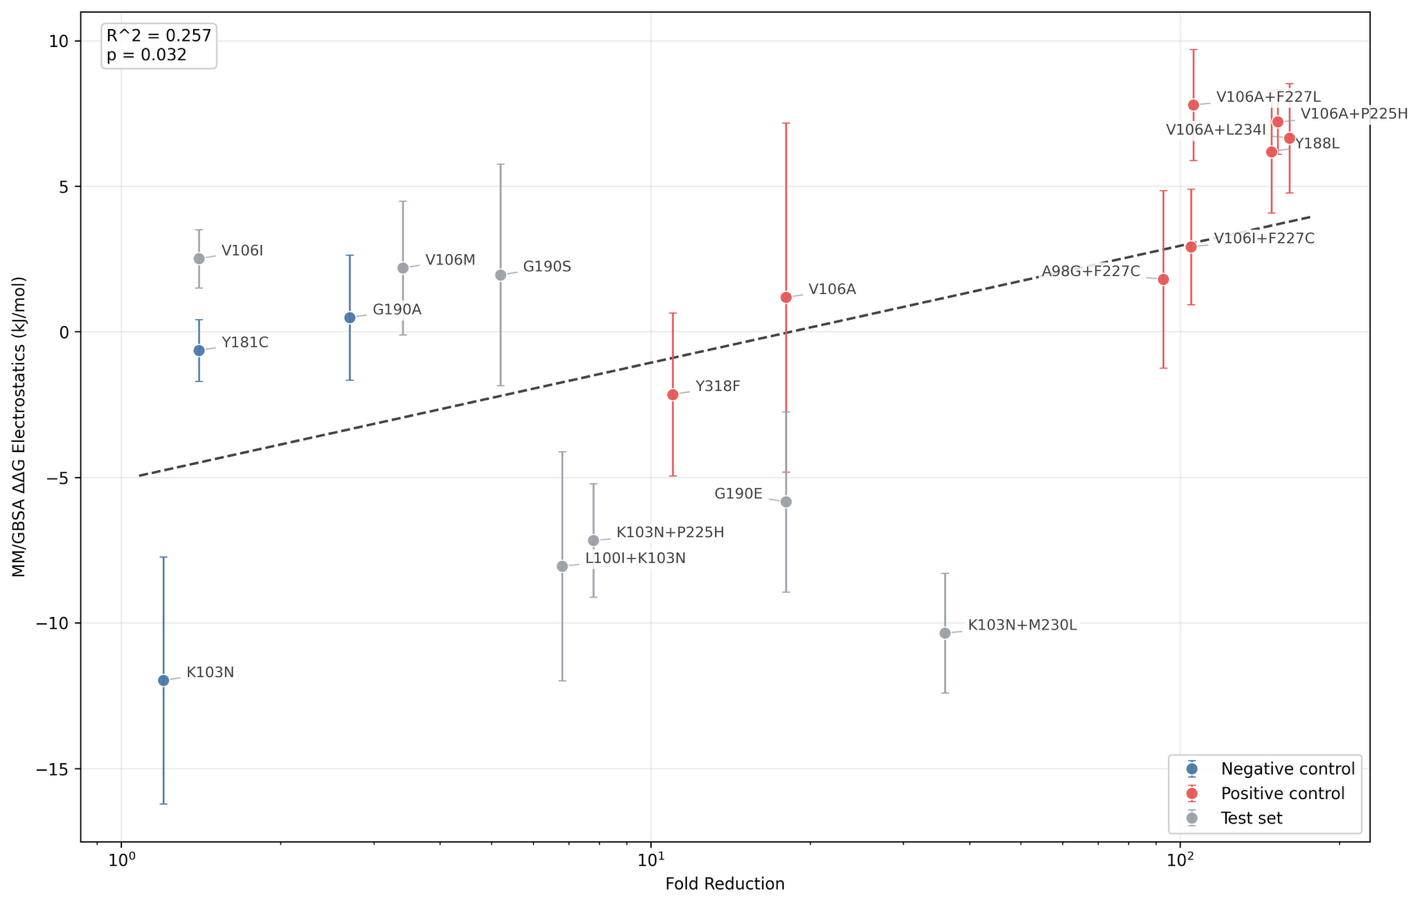 R^2 = 0.257
p = 0.032
MM/GBSA ΔΔG Electrostatics (kJ/mol)
10
5
0
−5
−10
−15
V106A+F227L
V106A+P225H
V106A+L234I
Y188L
V106I+F227C
A98G+F227C
V106I
V106M
G190S
V106A
G190A
Y181C
Y318F
G190E
K103N+P225H
L100I+K103N
K103N+M230L
K103N
Negative control
Positive control
Test set
10⁰
10¹
10²
Fold Reduction